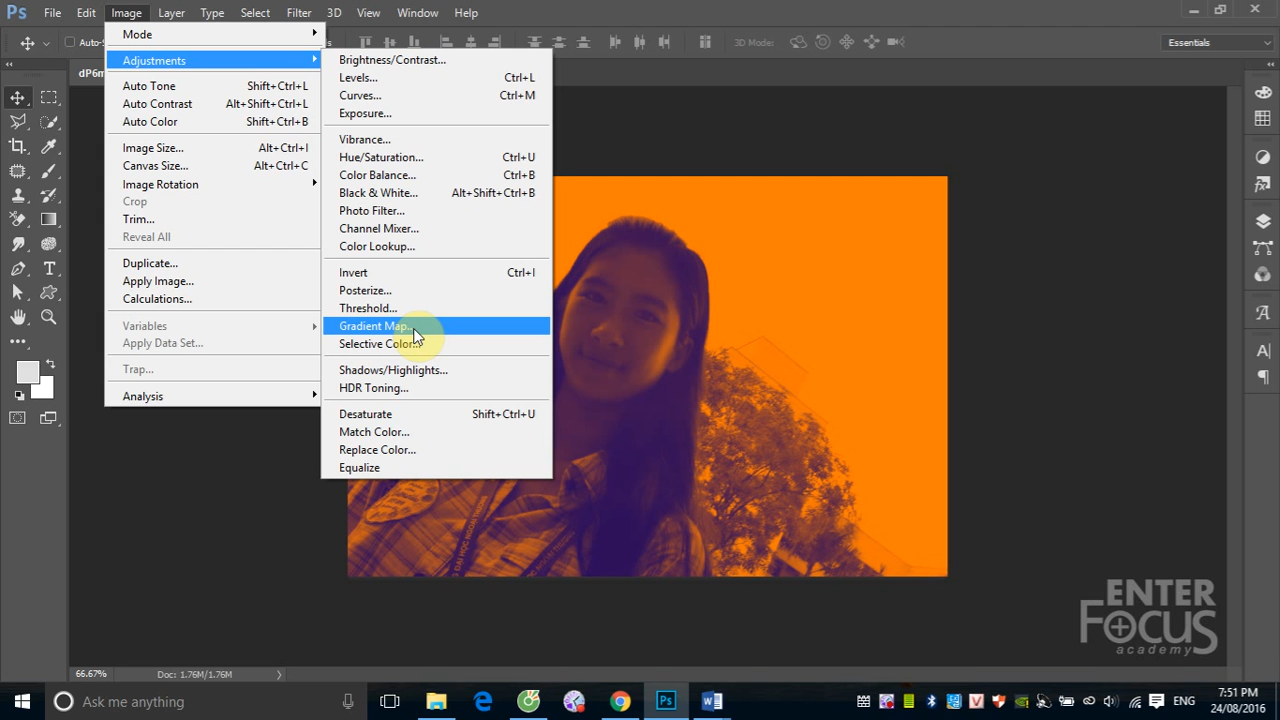 Ps File Edit Image Layer Type Select Filter 3D View Window Help
Mode
Adjustments
Auto Tone Shift+Ctrl+L
Auto Contrast Alt+Shift+Ctrl+L
Auto Color Shift+Ctrl+B
Image Size... Alt+Ctrl+I
Canvas Size... Alt+Ctrl+C
Image Rotation
Crop
Trim...
Reveal All
Duplicate...
Apply Image...
Calculations...
Variables
Apply Data Set...
Trap...
Analysis
Brightness/Contrast...
Levels... Ctrl+L
Curves... Ctrl+M
Exposure...
Vibrance...
Hue/Saturation... Ctrl+U
Color Balance... Ctrl+B
Black & White... Alt+Shift+Ctrl+B
Photo Filter...
Channel Mixer...
Color Lookup...
Invert Ctrl+I
Posterize...
Threshold...
Gradient Map...
Selective Color...
Shadows/Highlights...
HDR Toning...
Desaturate Shift+Ctrl+U
Match Color...
Replace Color...
Equalize
3D Mode:
Essentials
ENTER
FOCUS
academy
66.67% Doc: 1.76M/1.76M
Ask me anything
ENG
7:51 PM
24/08/2016